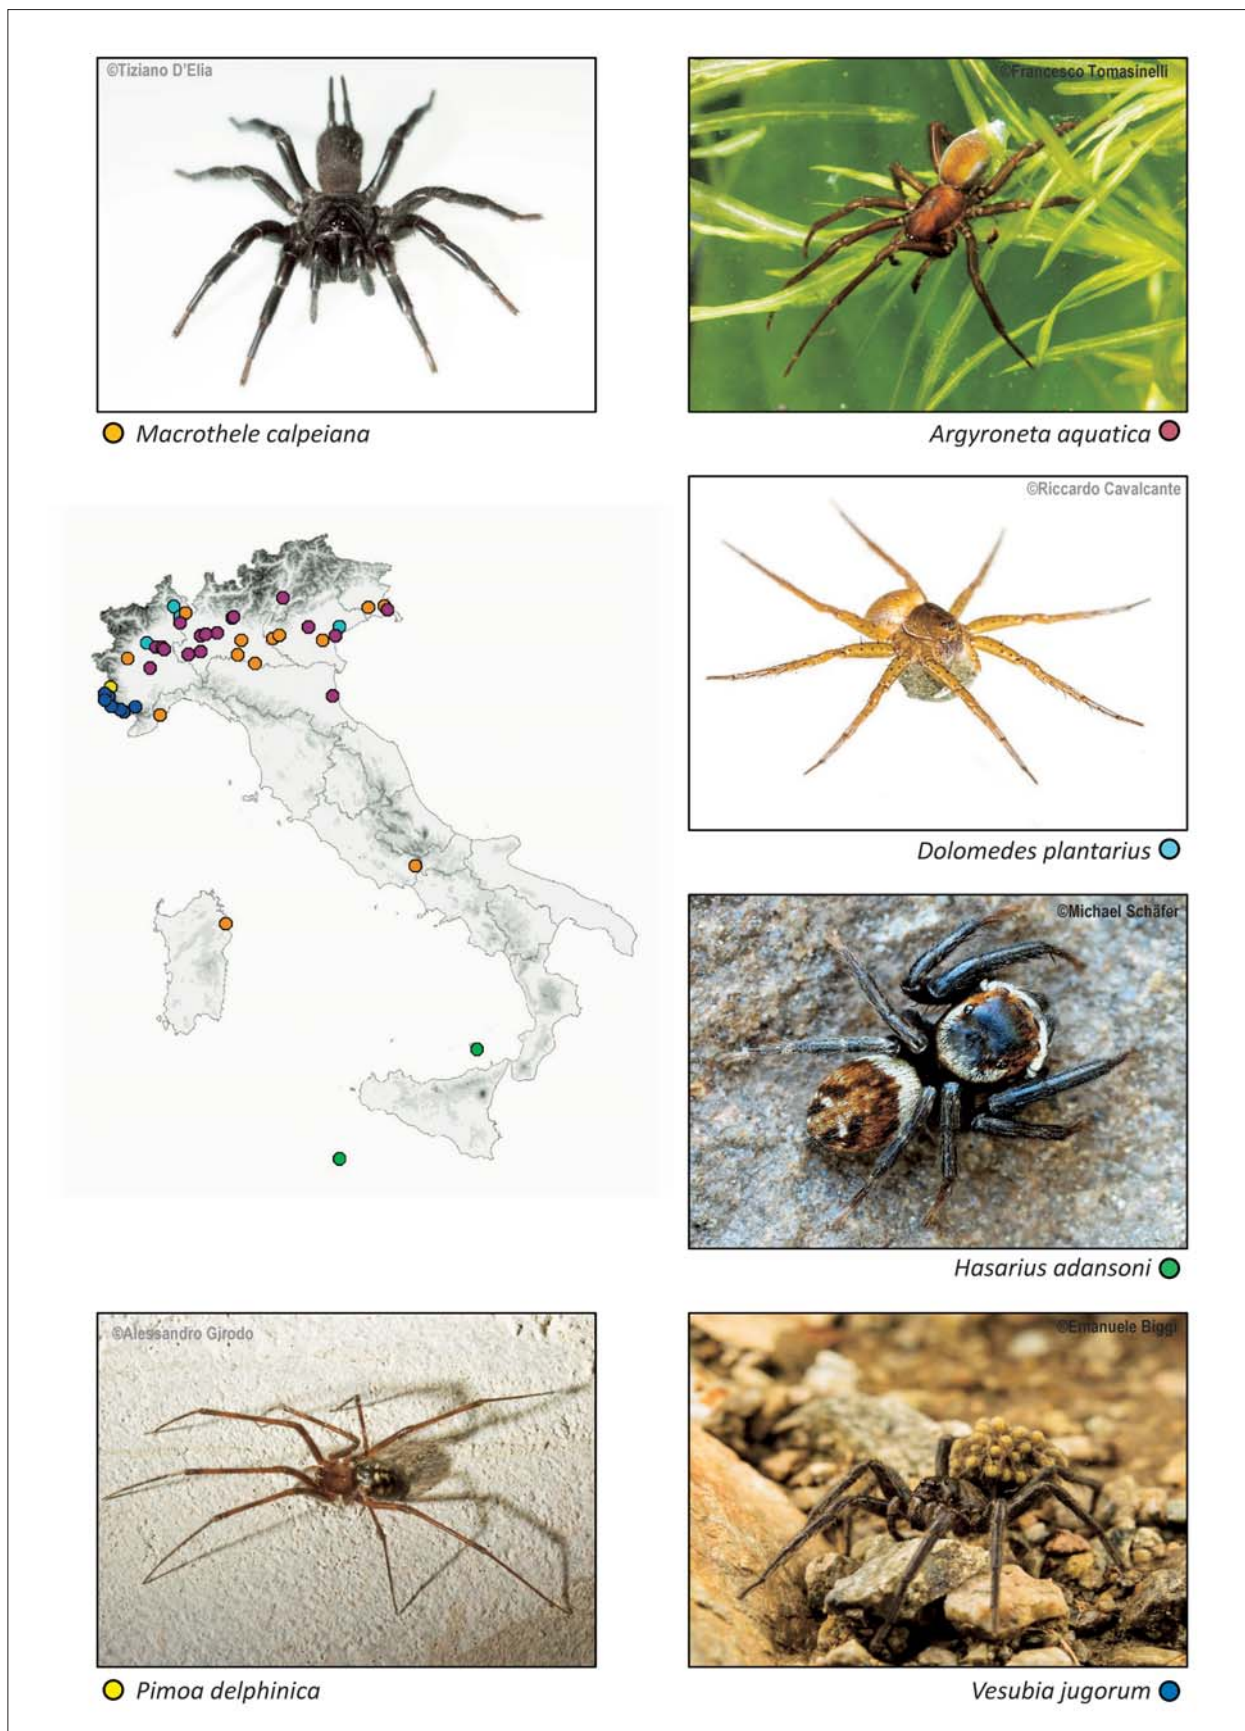 ©Tiziano D'Elia
©Francesco Tomasinelli
Macrothele calpeiana
Argyroneta aquatica
©Riccardo Cavalcante
Dolomedes plantarius
©Michael Schäfer
Hasarius adansoni
©Alessandro Girodo
©Emanuele Biggi
Pimoa delphinica
Vesubia jugorum